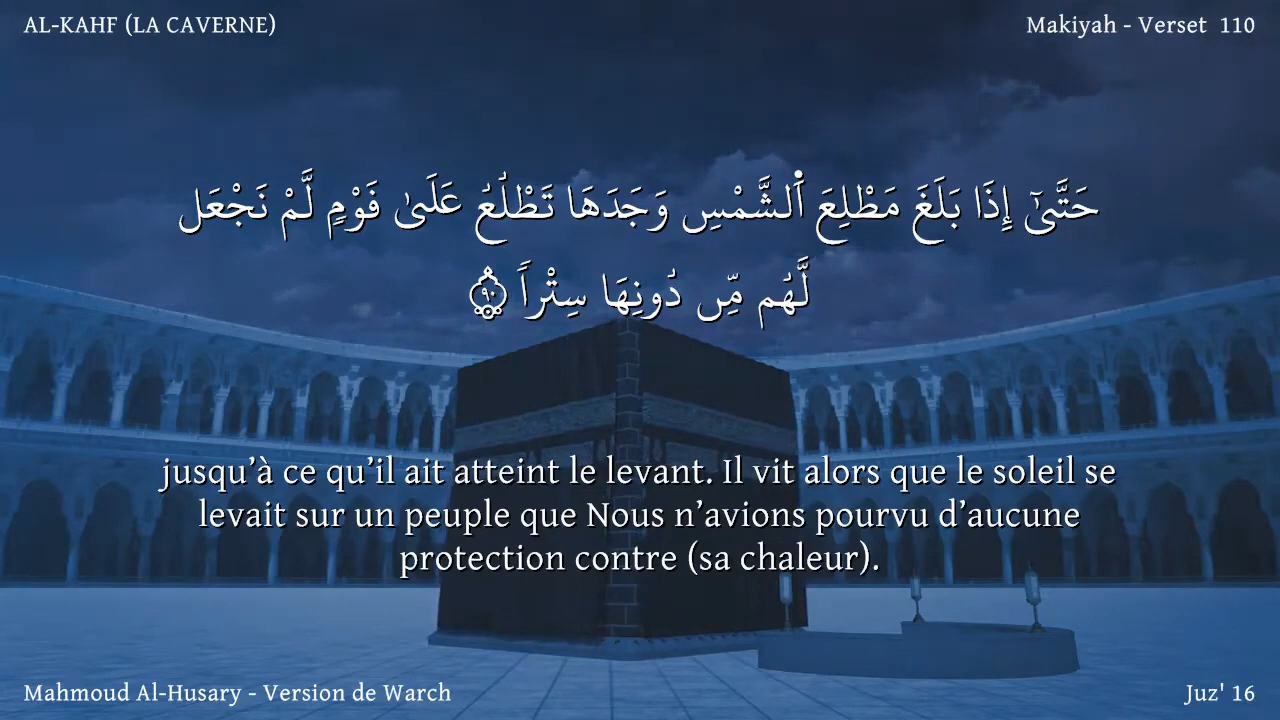 AL-KAHF (LA CAVERNE)
Makiyah - Verset 110
حَتَّىٰٓ إِذَا بَلَغَ مَطْلِعَ اَ۬لشَّمْسِ وَجَدَهَا تَطْلُعُ عَلَىٰ قَوْمٖ لَّمْ نَجْعَل
لَّهُم مِّن دُونِهَا سِتْراٗ ٩٠
jusqu’à ce qu’il ait atteint le levant. Il vit alors que le soleil se
levait sur un peuple que Nous n’avions pourvu d’aucune
protection contre (sa chaleur).
Mahmoud Al-Husary - Version de Warch
Juz' 16